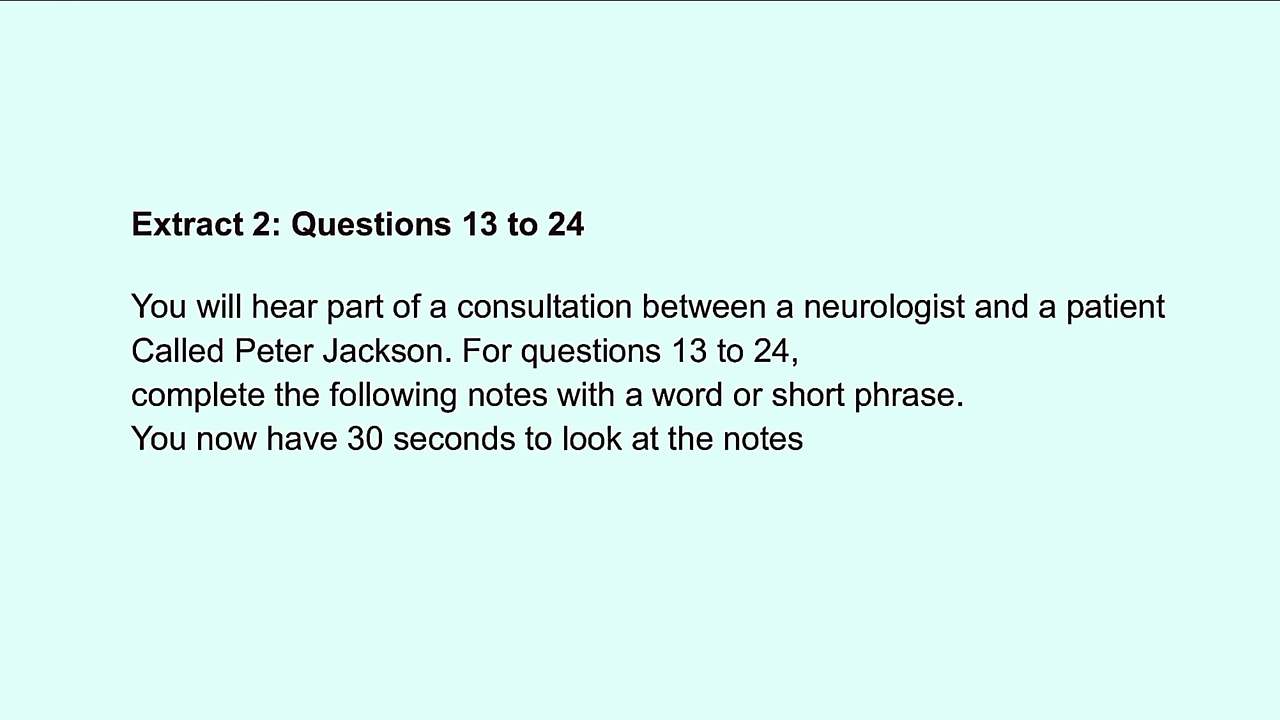 Extract 2: Questions 13 to 24
You will hear part of a consultation between a neurologist and a patient
Called Peter Jackson. For questions 13 to 24,
complete the following notes with a word or short phrase.
You now have 30 seconds to look at the notes